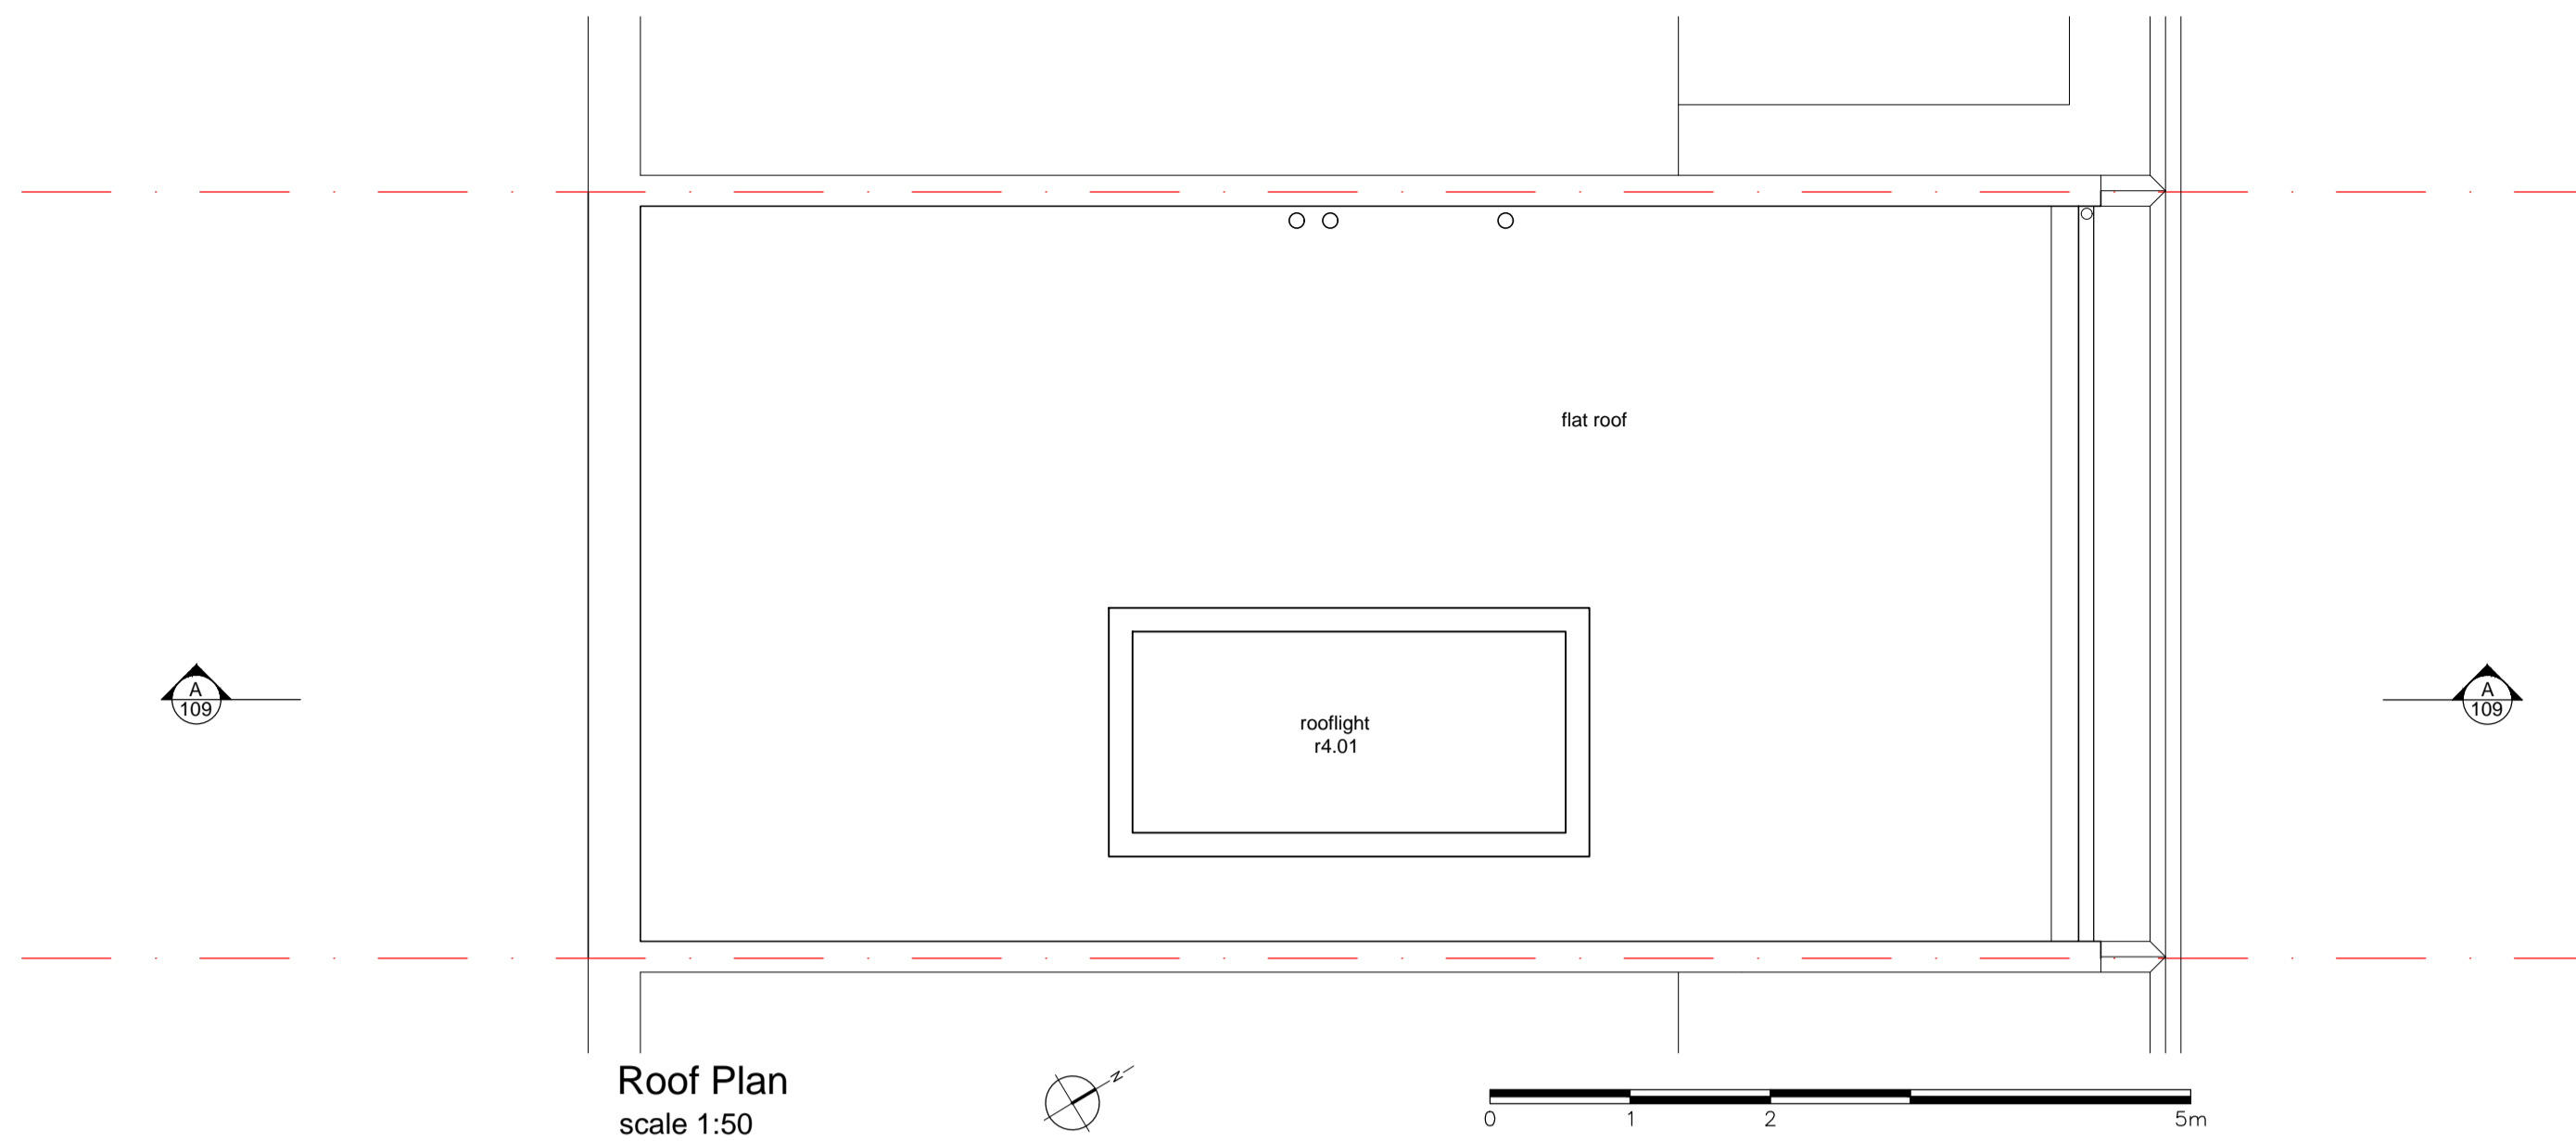 flat roof
rooflight
r4.01
A
109
A
109
Roof Plan
scale 1:50
N
0 1 2 5m